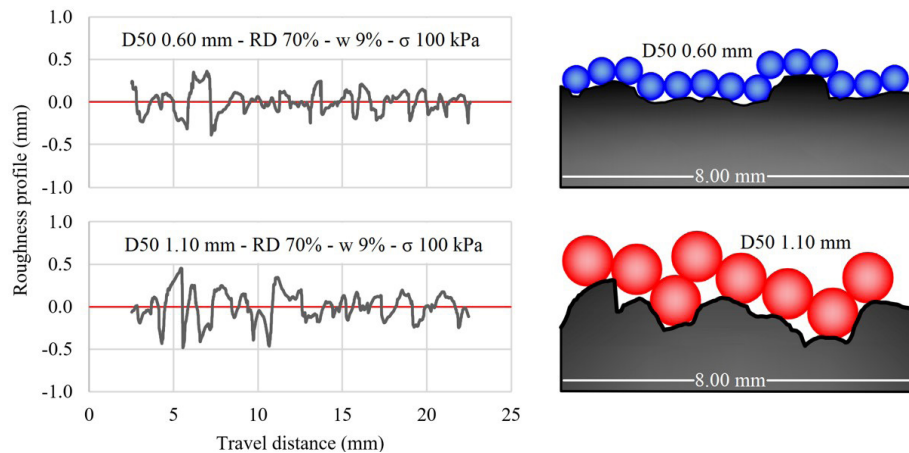 1.0
D50 0.60 mm - RD 70% - w 9% - σ 100 kPa
0.5
0.0
-0.5
-1.0
D50 0.60 mm
8.00 mm
Roughness profile (mm)
1.0
D50 1.10 mm - RD 70% - w 9% - σ 100 kPa
0.5
0.0
-0.5
-1.0
0 5 10 15 20 25
Travel distance (mm)
D50 1.10 mm
8.00 mm